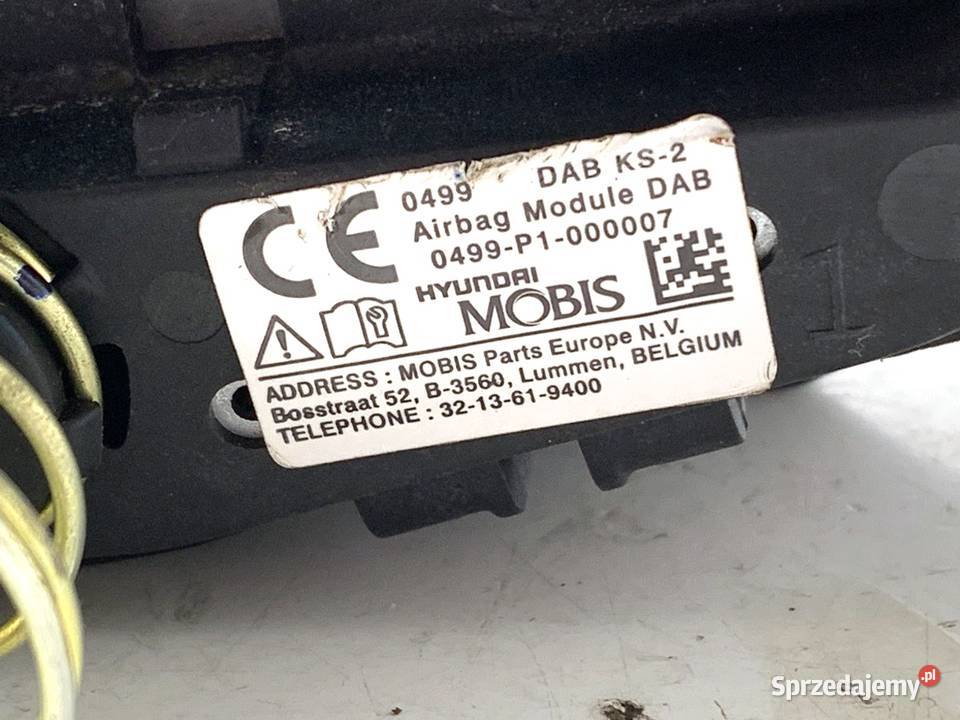 CE 0499 DAB KS-2
Airbag Module DAB
0499-P1-000007
HYUNDAI
MOBIS
ADDRESS : MOBIS Parts Europe N.V.
Bosstraat 52, B-3560, Lummen, BELGIUM
TELEPHONE : 32-13-61-9400
1
Sprzedajemy.pl